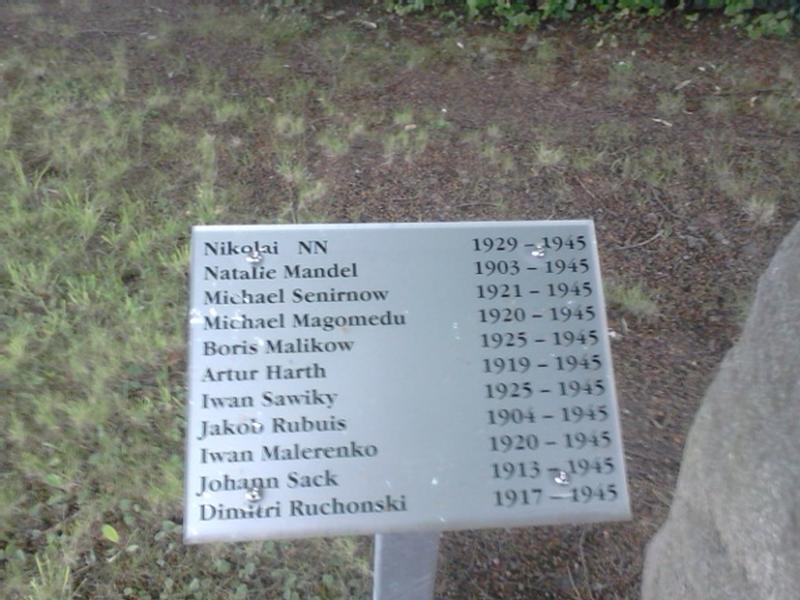 Nikolai NN 1929 – 1945
Natalie Mandel 1903 – 1945
Michael Senirnow 1921 – 1945
Michael Magomedu 1920 – 1945
Boris Malikow 1925 – 1945
Artur Harth 1919 – 1945
Iwan Sawiky 1925 – 1945
Jakob Rubuis 1904 – 1945
Iwan Malerenko 1920 – 1945
Johann Sack 1913 – 1945
Dimitri Ruchonski 1917 – 1945